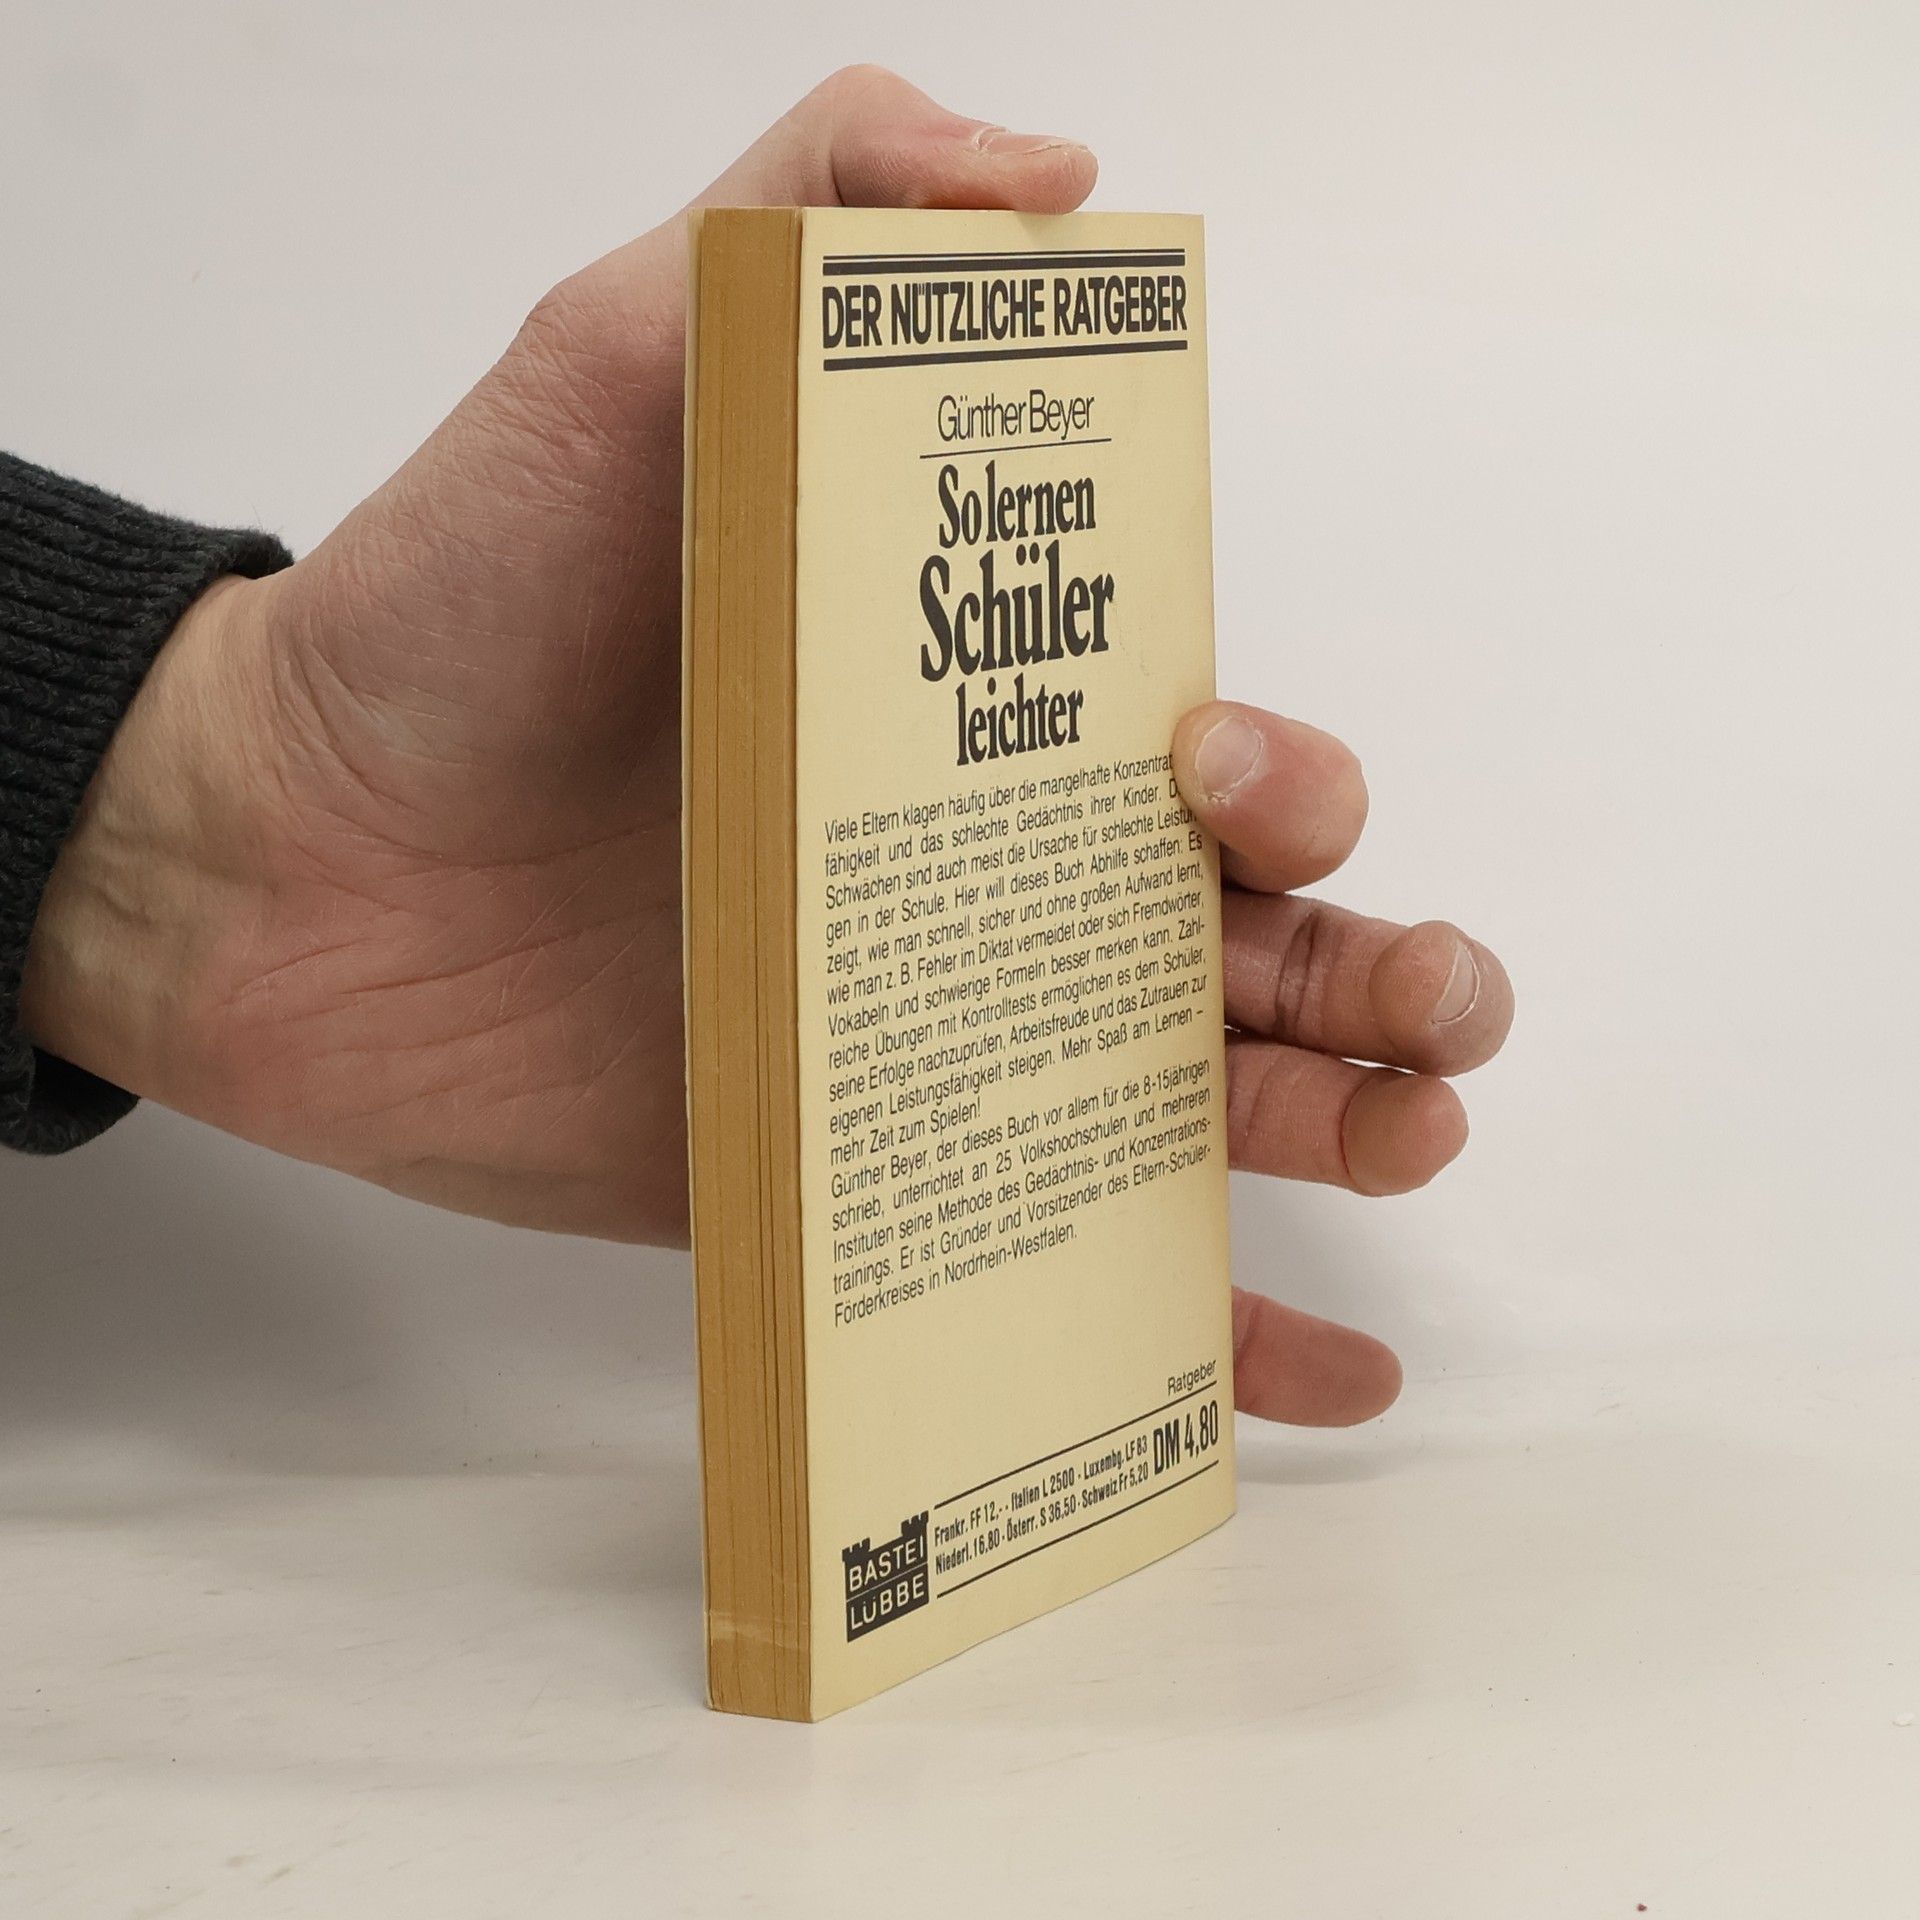 DER NÜTZLICHE RATGEBER
Günther Beyer
So lernen
Schüler
leichter
Viele Eltern klagen häufig über die mangelhafte Konzentrat
fähigkeit und das schlechte Gedächtnis ihrer Kinder.
Schwächen sind auch meist die Ursache für schlechte Leistun
gen in der Schule. Hier will dieses Buch Abhilfe schaffen: Es
zeigt, wie man schnell, sicher und ohne großen Aufwand lernt,
wie man z. B. Fehler im Diktat vermeidet oder sich Fremdwörter,
Vokabeln und schwierige Formeln besser merken kann. Zahl-
reiche Übungen mit Kontrolltests ermöglichen es dem Schüler,
seine Erfolge nachzuprüfen, Arbeitsfreude und das Zutrauen zur
eigenen Leistungsfähigkeit steigen. Mehr Spaß am Lernen –
mehr Zeit zum Spielen!
Günther Beyer, der dieses Buch vor allem für die 8-15jährigen
schrieb, unterrichtet an 25 Volkshochschulen und mehreren
Instituten seine Methode des Gedächtnis- und Konzentrations-
trainings. Er ist Gründer und Vorsitzender des Eltern-Schüler-
Förderkreises in Nordrhein-Westfalen.
Ratgeber
BASTEI
LÜBBE
Frankr. FF 12,- · Italien L 2500 · Luxembg. LF 83
Niederl. 16,80 · Österr. S 36,50 · Schweiz Fr 5,20
DM 4,80